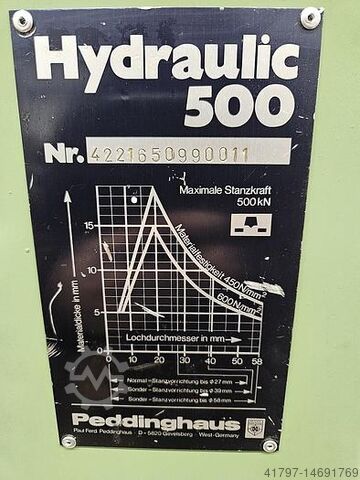 Hydraulic
500
Nr. 4221650990011
Maximale Stanzkraft
500 kN
Materialdicke in mm
15
10
5
0
Materialfestigkeit 450N/mm²
600N/mm²
Lochdurchmesser in mm
0 10 20 30 40 50 58
Normal-Stanzvorrichtung bis Ø 27 mm
Sonder-Stanzvorrichtung bis Ø 39 mm
Sonder-Stanzvorrichtung bis Ø 58 mm
Peddinghaus
Paul Ferd. Peddinghaus · D-5820 Gevelsberg · West-Germany
41797-14691769